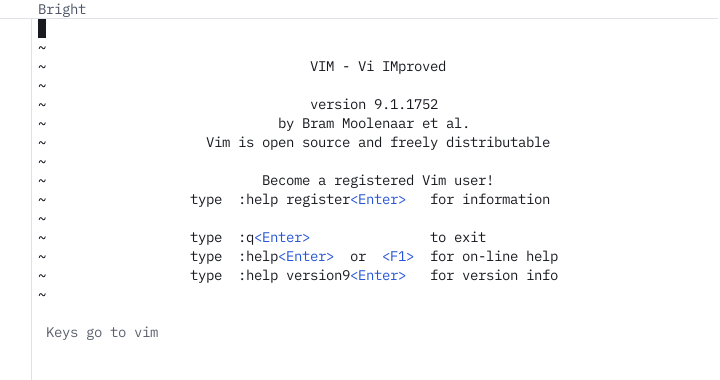 Bright
~
~ VIM - Vi IMproved
~
~ version 9.1.1752
~ by Bram Moolenaar et al.
~ Vim is open source and freely distributable
~
~ Become a registered Vim user!
~ type :help register<Enter> for information
~
~ type :q<Enter> to exit
~ type :help<Enter> or <F1> for on-line help
~ type :help version9<Enter> for version info
~
Keys go to vim